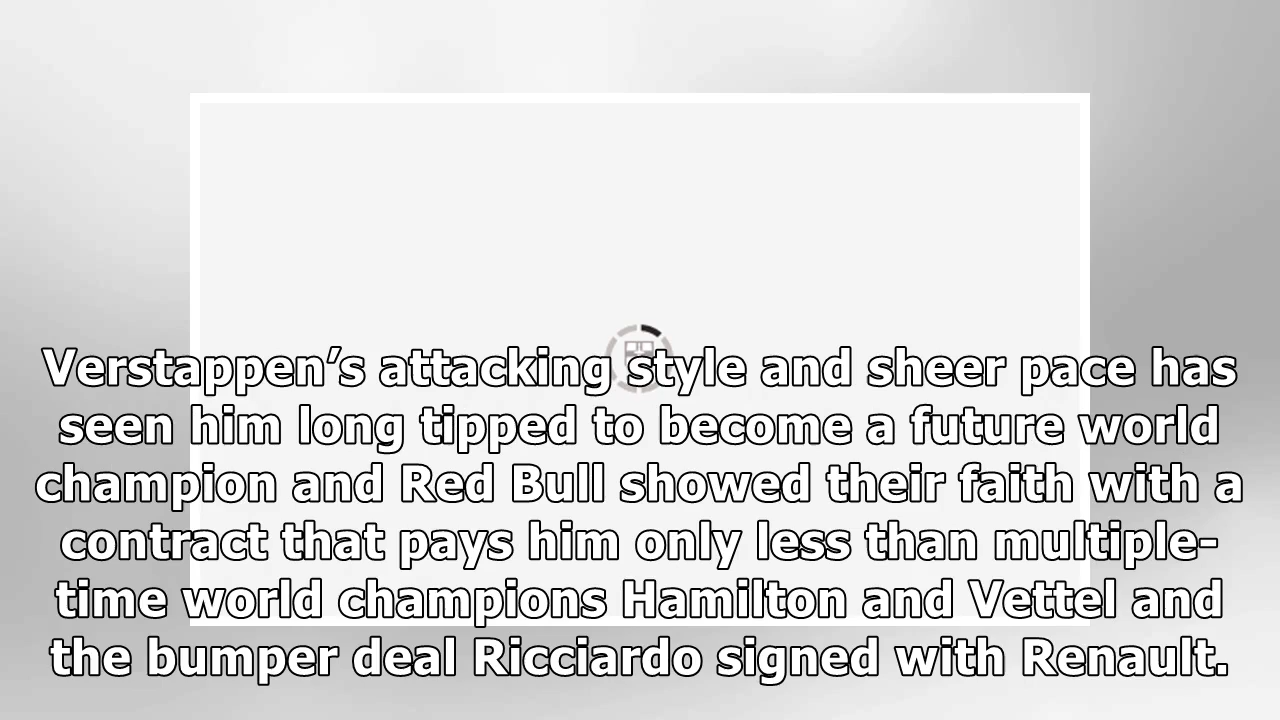 Verstappen’s attacking style and sheer pace has
seen him long tipped to become a future world
champion and Red Bull showed their faith with a
contract that pays him only less than multiple-
time world champions Hamilton and Vettel and
the bumper deal Ricciardo signed with Renault.